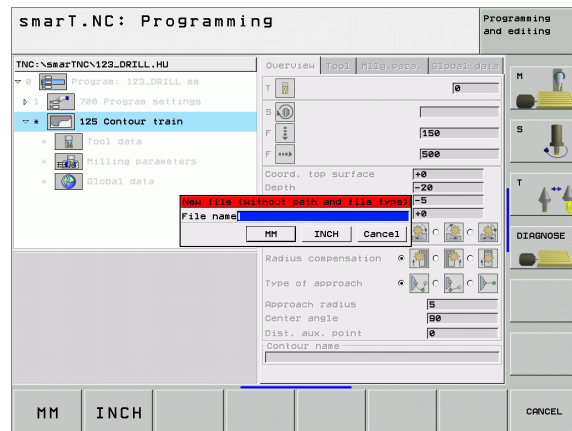 smarT.NC: Programming
Programming and editing
TNC:\smarTNC\123_DRILL.HU
0 Program: 123_DRILL mm
1 700 Program settings
* 125 Contour train
* Tool data
* Milling parameters
* Global data
Overview Tool Mllg.para. Global data
T 0
S
F 150
F 500
Coord. top surface +0
Depth -20
-5
+0
New file (without path and file type)
File name
MM INCH Cancel
Radius compensation
Type of approach
Approach radius 5
Center angle 90
Dist. aux. point 0
Contour name
M
S
T
DIAGNOSE
MM INCH CANCEL